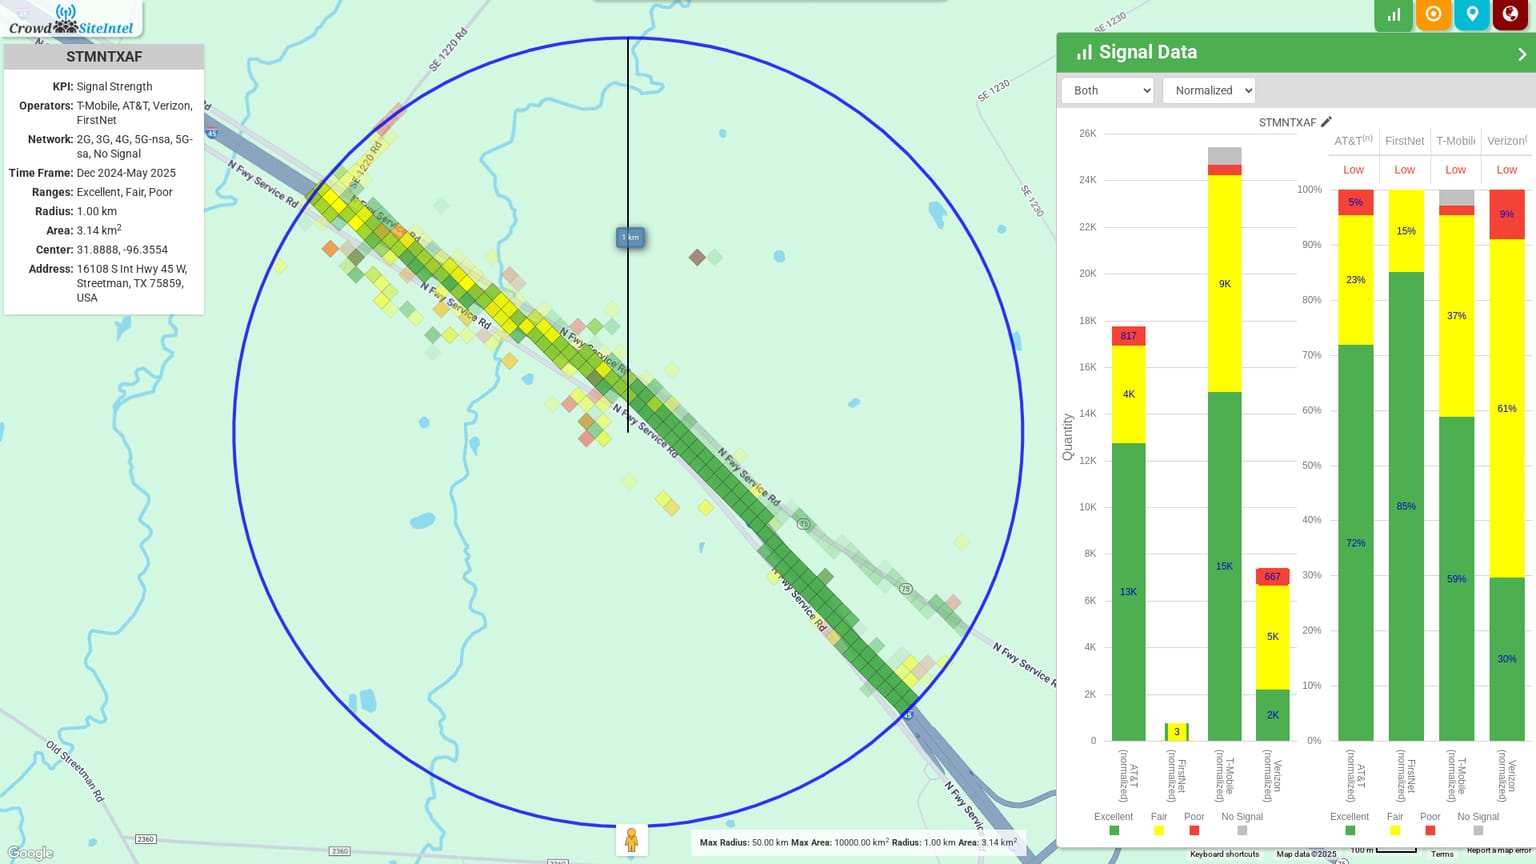 CrowdSiteIntel
STMNTXAF
KPI: Signal Strength
Operators: T-Mobile, AT&T, Verizon,
FirstNet
Network: 2G, 3G, 4G, 5G-nsa, 5G-
sa, No Signal
Time Frame: Dec 2024-May 2025
Ranges: Excellent, Fair, Poor
Radius: 1.00 km
Area: 3.14 km²
Center: 31.8888, -96.3554
Address: 16108 S Int Hwy 45 W,
Streetman, TX 75859,
USA
SE 1220 Rd
SE 1230
SE 1230
SE 1230
45
N Fwy Service Rd
SE 1220 Rd
N Fwy Service Rd
1 km
N Fwy Service Rd
N Fwy Service Rd
N Fwy Service Rd
N Fwy Service Rd
75
N Fwy Service Rd
75
N Fwy Service R
45
N Fwy Service
Old Streetman Rd
2360
2360
2360
Google
Max Radius: 50.00 km Max Area: 10000.00 km² Radius: 1.00 km Area: 3.14 km²
Signal Data
Both
Normalized
STMNTXAF
26K
24K
22K
20K
18K
16K
14K
12K
10K
8K
6K
4K
2K
0
Quantity
817
4K
13K
3
9K
15K
667
5K
2K
AT&T
(normalized)
FirstNet
(normalized)
T-Mobile
(normalized)
Verizon
(normalized)
Excellent Fair Poor No Signal
AT&T(n) FirstNet T-Mobile Verizon(
Low Low Low Low
100%
90%
80%
70%
60%
50%
40%
30%
20%
10%
0%
5%
23%
72%
15%
85%
37%
59%
9%
61%
30%
AT&T
(normalized)
FirstNet
(normalized)
T-Mobile
(normalized)
Verizon
(normalized)
Excellent Fair Poor No Signal
Keyboard shortcuts Map data ©2025 100 m Terms Report a map error